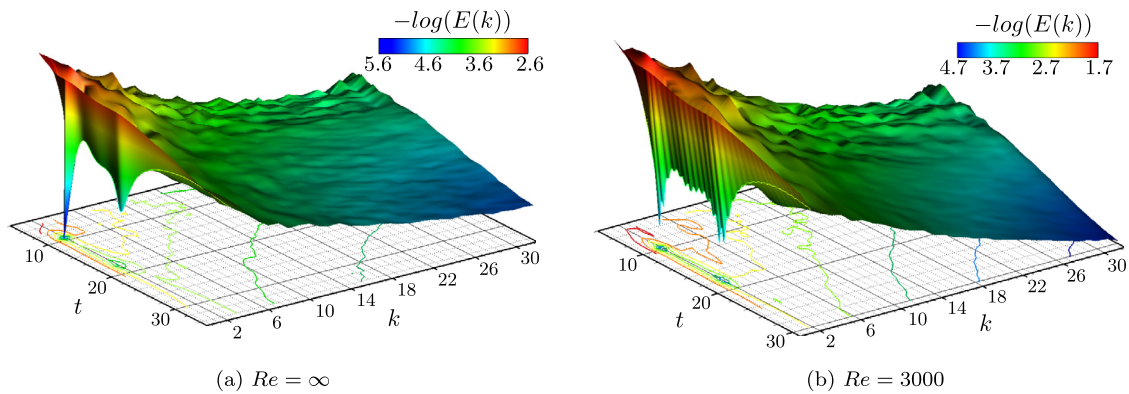 −log(E(k))
5.6 4.6 3.6 2.6
10
20
30
t
2 6 10 14 18 22 26 30
k
(a) Re = ∞
−log(E(k))
4.7 3.7 2.7 1.7
10
20
30
t
2 6 10 14 18 22 26 30
k
(b) Re = 3000